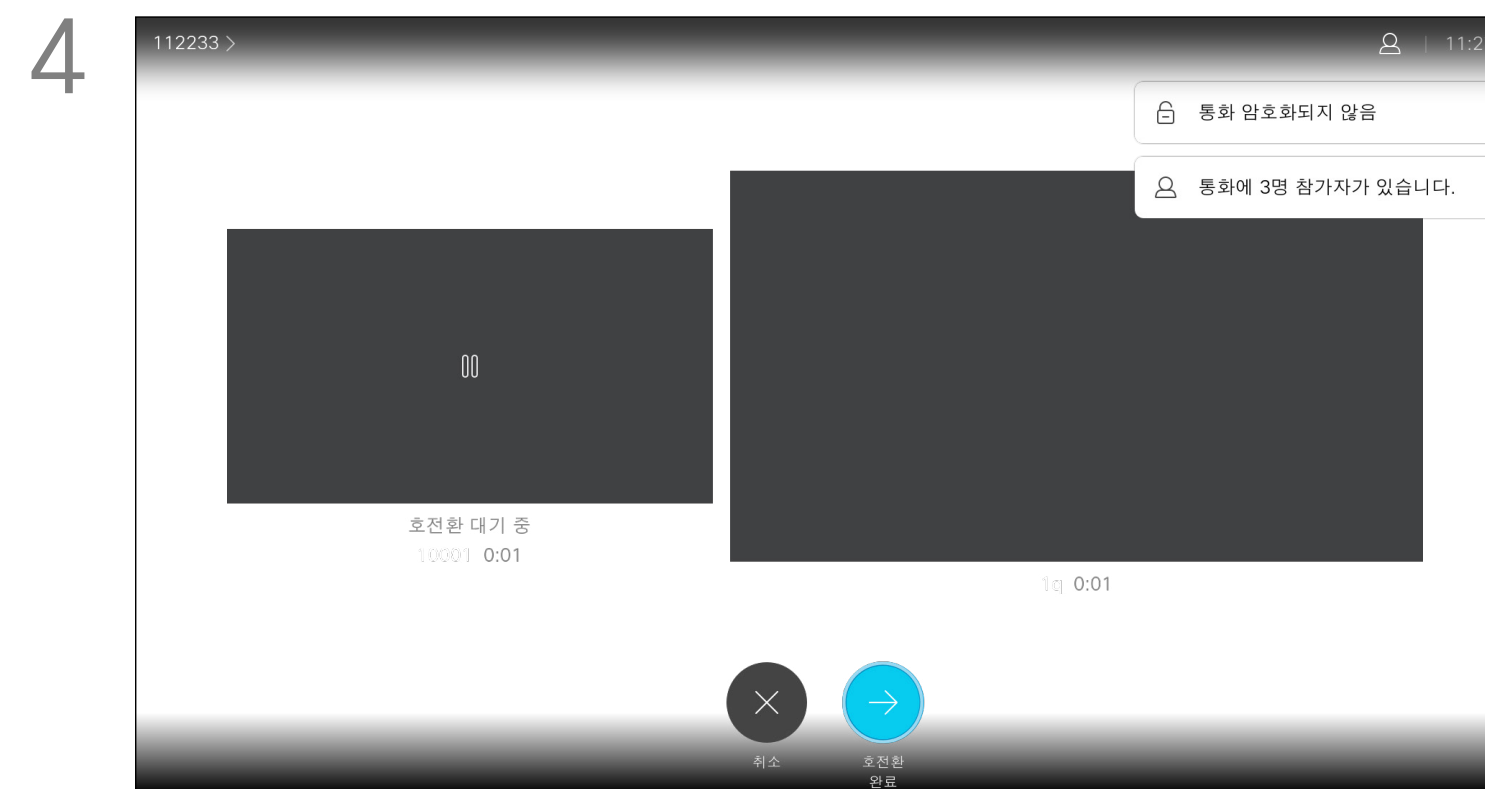 4
112233 >
11:2
통화 암호화되지 않음
통화에 3명 참가자가 있습니다.
호전환 대기 중
10001 0:01
1q 0:01
취소
호전환
완료